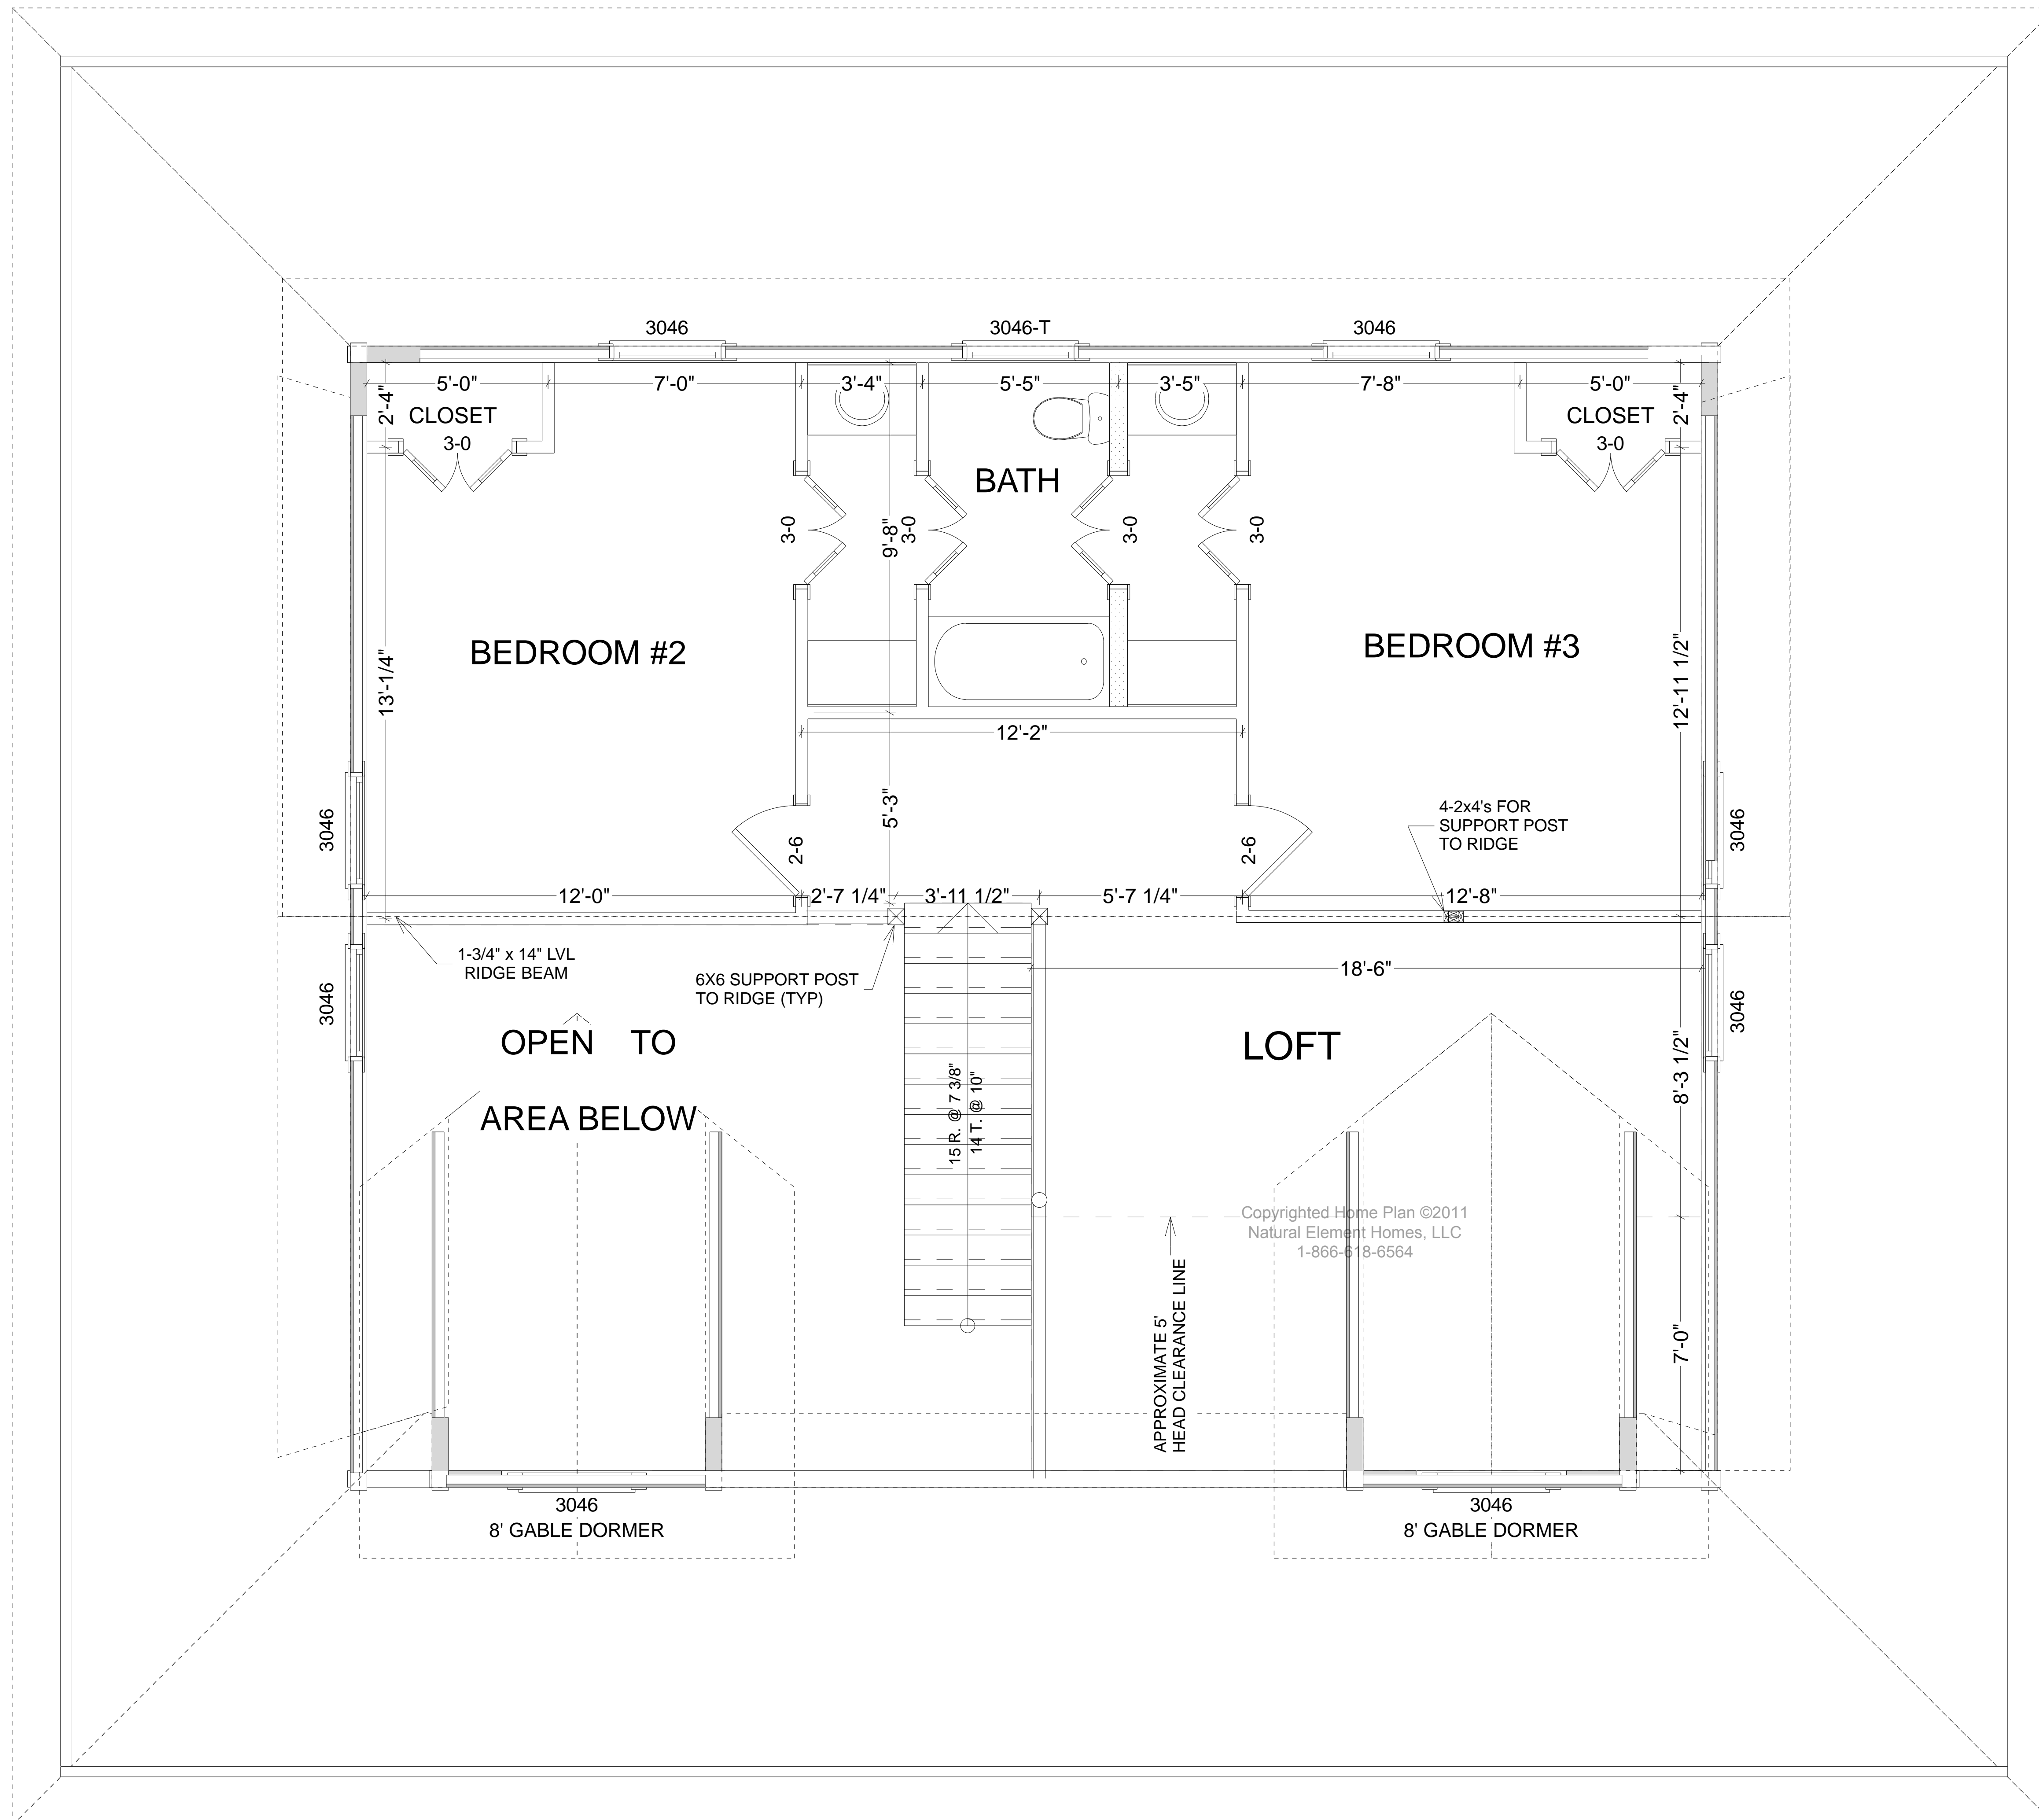 3046
3046-T
3046
5'-0"
7'-0"
3'-4"
5'-5"
3'-5"
7'-8"
5'-0"
2'-4"
CLOSET
3-0
2'-4"
CLOSET
3-0
BATH
3-0
9'-8"
3-0
3-0
3-0
BEDROOM #2
BEDROOM #3
13'-1/4"
12'-11 1/2"
12'-2"
3046
5'-3"
2-6
2-6
4-2x4's FOR
SUPPORT POST
TO RIDGE
3046
12'-0"
2'-7 1/4"
3'-11 1/2"
5'-7 1/4"
12'-8"
1-3/4" x 14" LVL
RIDGE BEAM
6X6 SUPPORT POST
TO RIDGE (TYP)
18'-6"
3046
3046
OPEN TO
AREA BELOW
LOFT
8'-3 1/2"
15 R. @ 7 3/8"
14 T. @ 10"
Copyrighted Home Plan ©2011
Natural Element Homes, LLC
1-866-618-6564
APPROXIMATE 5'
HEAD CLEARANCE LINE
7'-0"
3046
8' GABLE DORMER
3046
8' GABLE DORMER